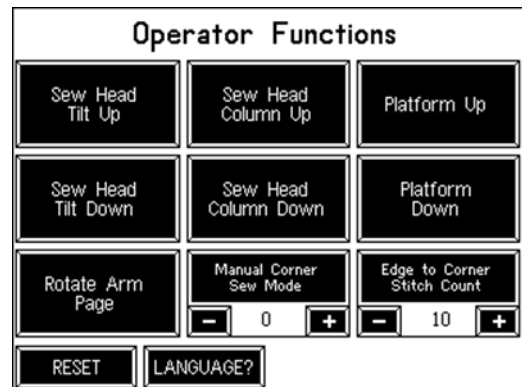 Operator Functions
Sew Head
Tilt Up
Sew Head
Column Up
Platform Up
Sew Head
Tilt Down
Sew Head
Column Down
Platform
Down
Rotate Arm
Page
Manual Corner
Sew Mode
- 0 +
Edge to Corner
Stitch Count
- 10 +
RESET
LANGUAGE?